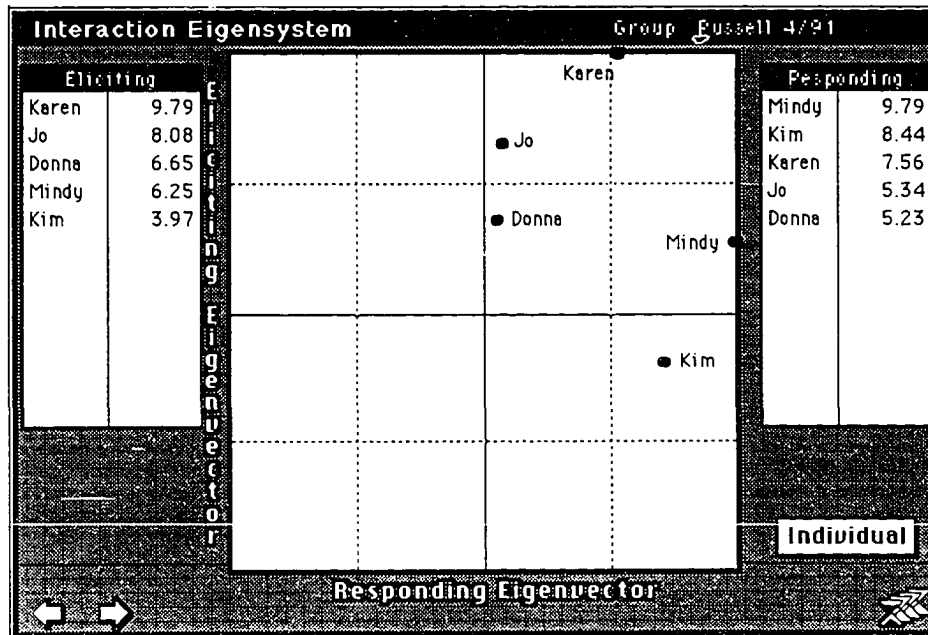 Interaction Eigensystem
Group Russell 4/91
Eliciting
Karen 9.79
Jo 8.08
Donna 6.65
Mindy 6.25
Kim 3.97
Eliciting Eigenvector
Karen
Jo
Donna
Mindy
Kim
Responding Eigenvector
Responding
Mindy 9.79
Kim 8.44
Karen 7.56
Jo 5.34
Donna 5.23
Individual